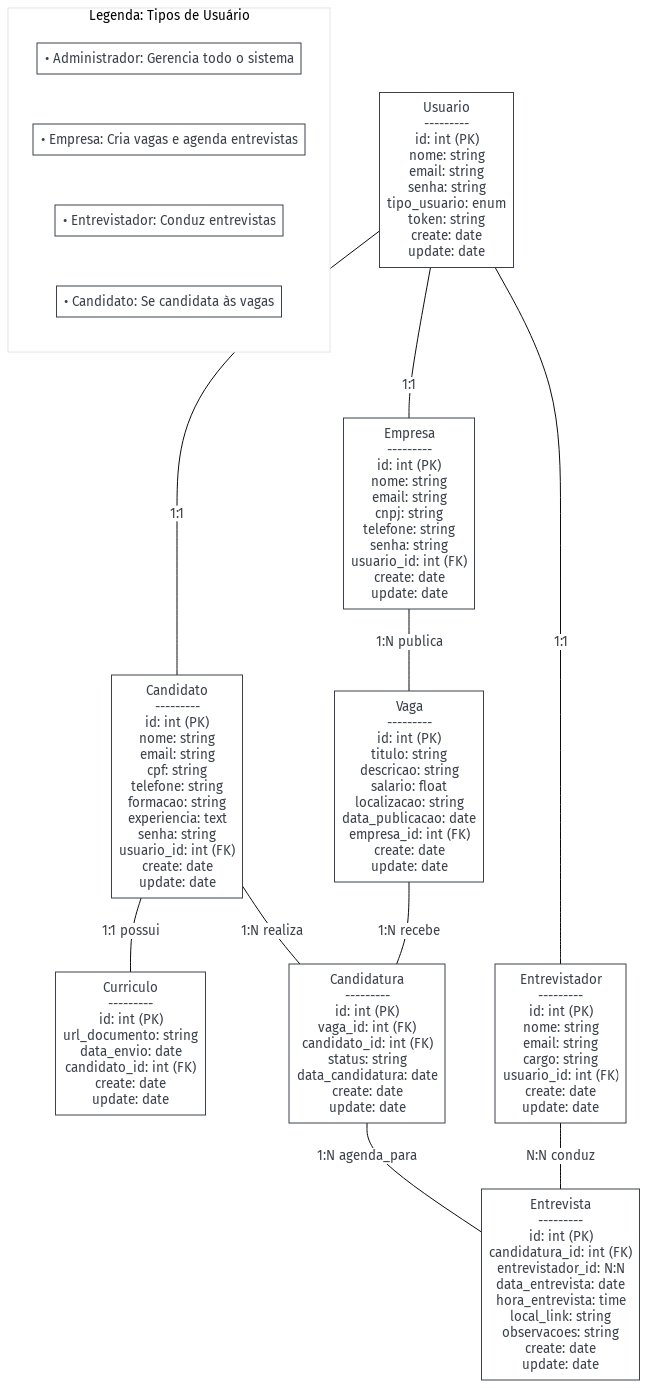 Legenda: Tipos de Usuário
• Administrador: Gerencia todo o sistema
• Empresa: Cria vagas e agenda entrevistas
• Entrevistador: Conduz entrevistas
• Candidato: Se candidata às vagas
Usuario
---------
id: int (PK)
nome: string
email: string
senha: string
tipo_usuario: enum
token: string
create: date
update: date
1:1
Empresa
---------
id: int (PK)
nome: string
email: string
cnpj: string
telefone: string
senha: string
usuario_id: int (FK)
create: date
update: date
1:1
1:N publica
1:1
Candidato
---------
id: int (PK)
nome: string
email: string
cpf: string
telefone: string
formacao: string
experiencia: text
senha: string
usuario_id: int (FK)
create: date
update: date
Vaga
---------
id: int (PK)
titulo: string
descricao: string
salario: float
localizacao: string
data_publicacao: date
empresa_id: int (FK)
create: date
update: date
1:1 possui
1:N realiza
1:N recebe
Curriculo
---------
id: int (PK)
url_documento: string
data_envio: date
candidato_id: int (FK)
create: date
update: date
Candidatura
---------
id: int (PK)
vaga_id: int (FK)
candidato_id: int (FK)
status: string
data_candidatura: date
create: date
update: date
Entrevistador
---------
id: int (PK)
nome: string
email: string
cargo: string
usuario_id: int (FK)
create: date
update: date
1:N agenda_para
N:N conduz
Entrevista
---------
id: int (PK)
candidatura_id: int (FK)
entrevistador_id: N:N
data_entrevista: date
hora_entrevista: time
local_link: string
observacoes: string
create: date
update: date